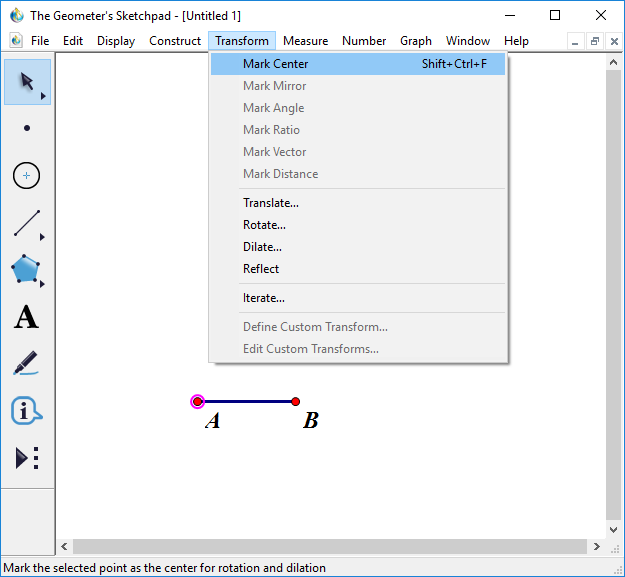 The Geometer's Sketchpad - [Untitled 1]
File Edit Display Construct Transform Measure Number Graph Window Help
Mark Center Shift+Ctrl+F
Mark Mirror
Mark Angle
Mark Ratio
Mark Vector
Mark Distance
Translate...
Rotate...
Dilate...
Reflect
Iterate...
Define Custom Transform...
Edit Custom Transforms...
A
A B
Mark the selected point as the center for rotation and dilation